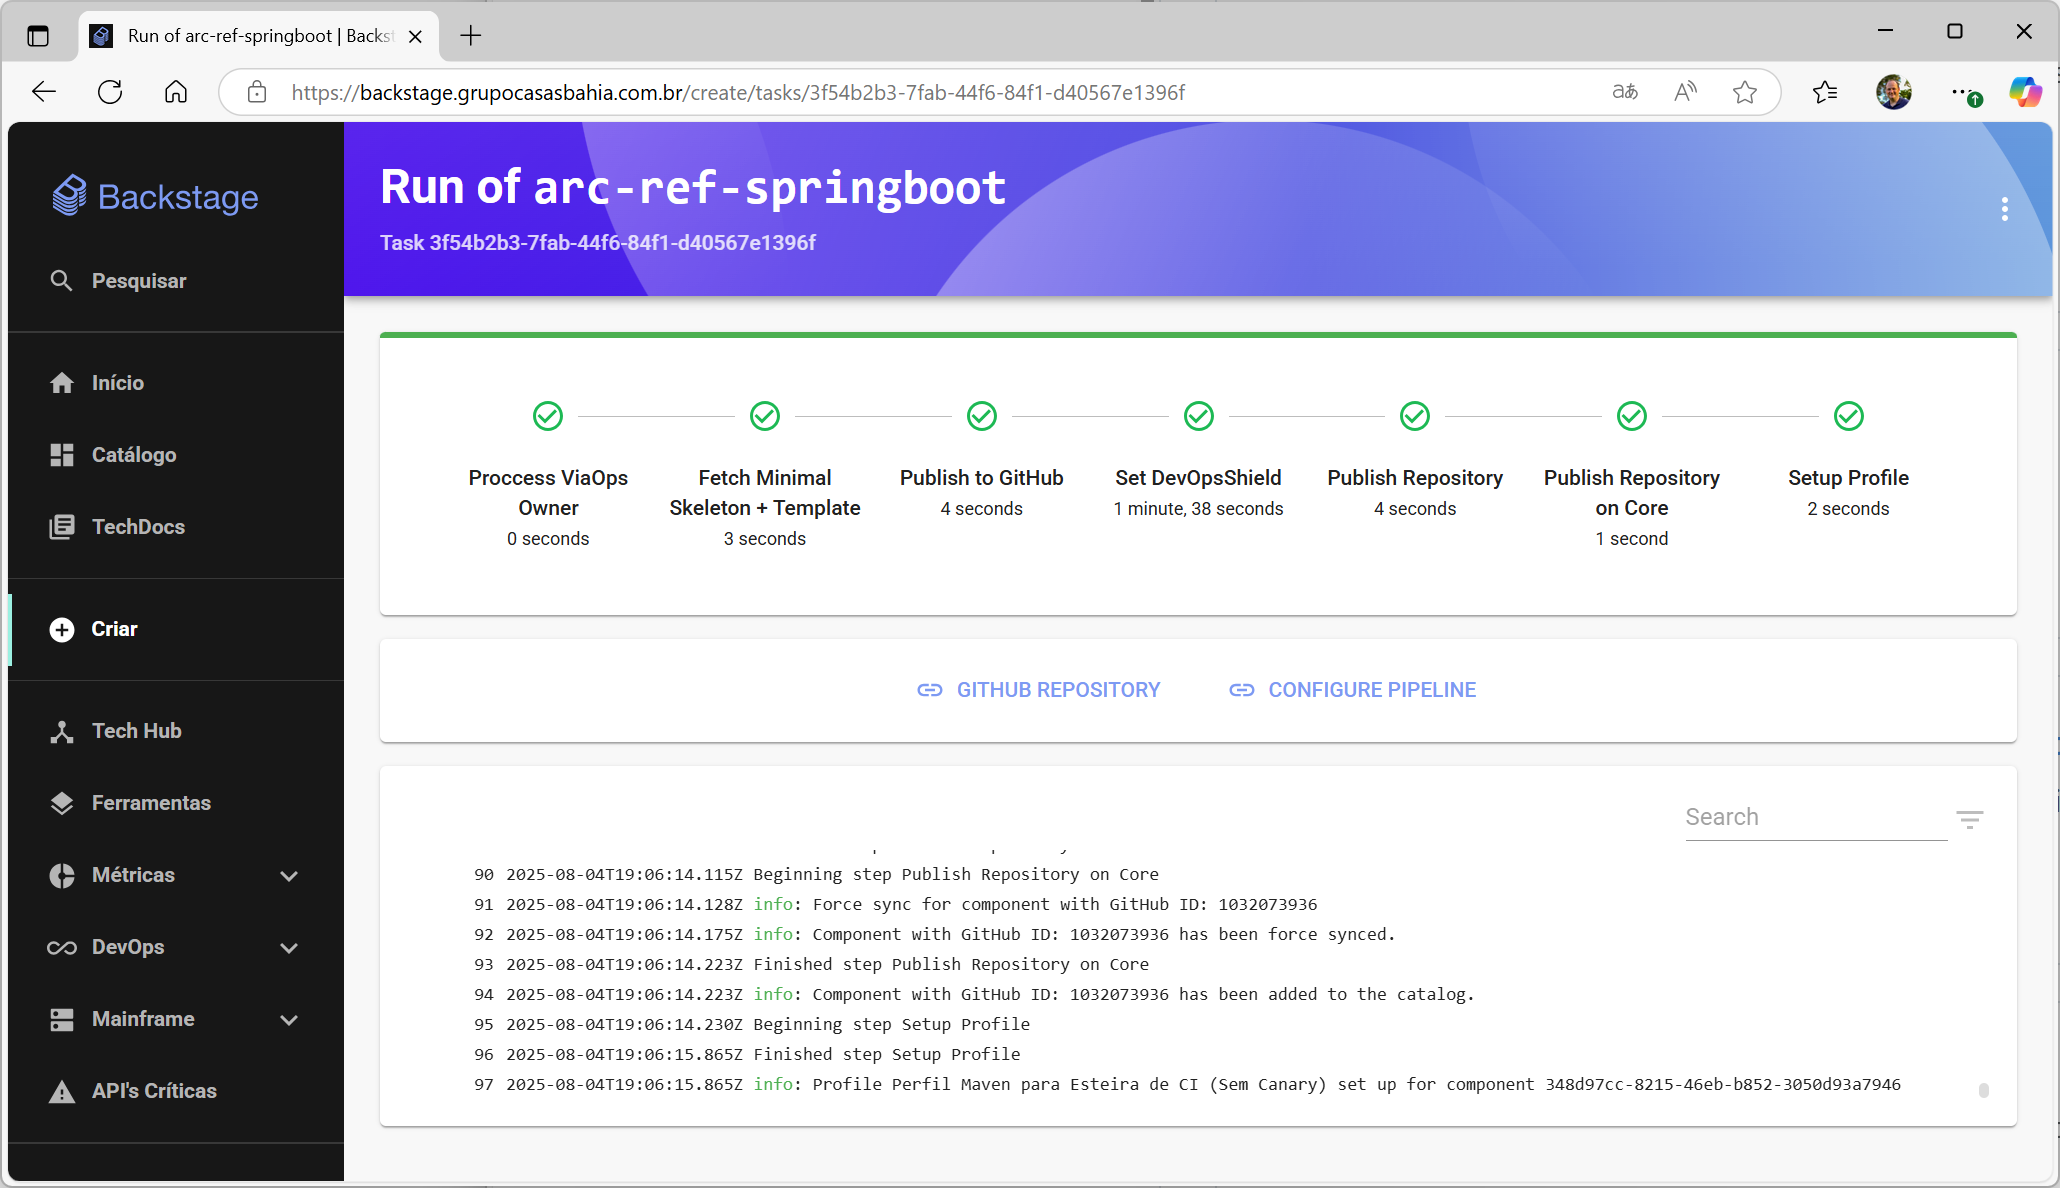 Run of arc-ref-springboot | Backst
https://backstage.grupocasasbahia.com.br/create/tasks/3f54b2b3-7fab-44f6-84f1-d40567e1396f
Backstage
Pesquisar
Início
Catálogo
TechDocs
Criar
Tech Hub
Ferramentas
Métricas
DevOps
Mainframe
API's Críticas
Run of arc-ref-springboot
Task 3f54b2b3-7fab-44f6-84f1-d40567e1396f
Proccess ViaOps
Owner
0 seconds
Fetch Minimal
Skeleton + Template
3 seconds
Publish to GitHub
4 seconds
Set DevOpsShield
1 minute, 38 seconds
Publish Repository
4 seconds
Publish Repository
on Core
1 second
Setup Profile
2 seconds
GITHUB REPOSITORY
CONFIGURE PIPELINE
Search
90 2025-08-04T19:06:14.115Z Beginning step Publish Repository on Core
91 2025-08-04T19:06:14.128Z info: Force sync for component with GitHub ID: 1032073936
92 2025-08-04T19:06:14.175Z info: Component with GitHub ID: 1032073936 has been force synced.
93 2025-08-04T19:06:14.223Z Finished step Publish Repository on Core
94 2025-08-04T19:06:14.223Z info: Component with GitHub ID: 1032073936 has been added to the catalog.
95 2025-08-04T19:06:14.230Z Beginning step Setup Profile
96 2025-08-04T19:06:15.865Z Finished step Setup Profile
97 2025-08-04T19:06:15.865Z info: Profile Perfil Maven para Esteira de CI (Sem Canary) set up for component 348d97cc-8215-46eb-b852-3050d93a7946